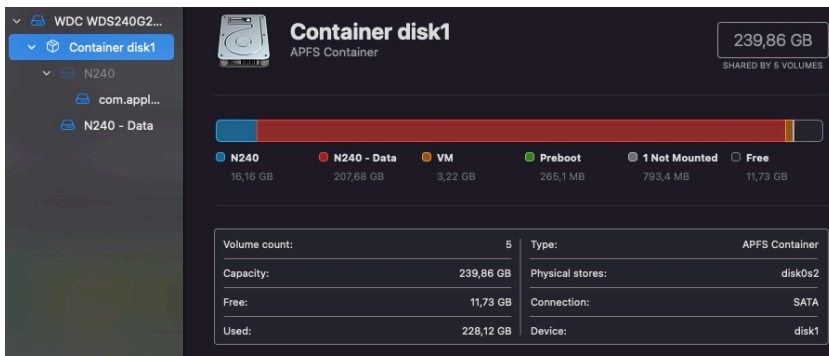 WDC WDS240G2...
Container disk1
N240
com.appl...
N240 - Data
Container disk1
APFS Container
239,86 GB
SHARED BY 5 VOLUMES
N240
16,16 GB
N240 - Data
207,68 GB
VM
3,22 GB
Preboot
265,1 MB
1 Not Mounted
793,4 MB
Free
11,73 GB
Volume count: 5
Type: APFS Container
Capacity: 239,86 GB
Physical stores: disk0s2
Free: 11,73 GB
Connection: SATA
Used: 228,12 GB
Device: disk1